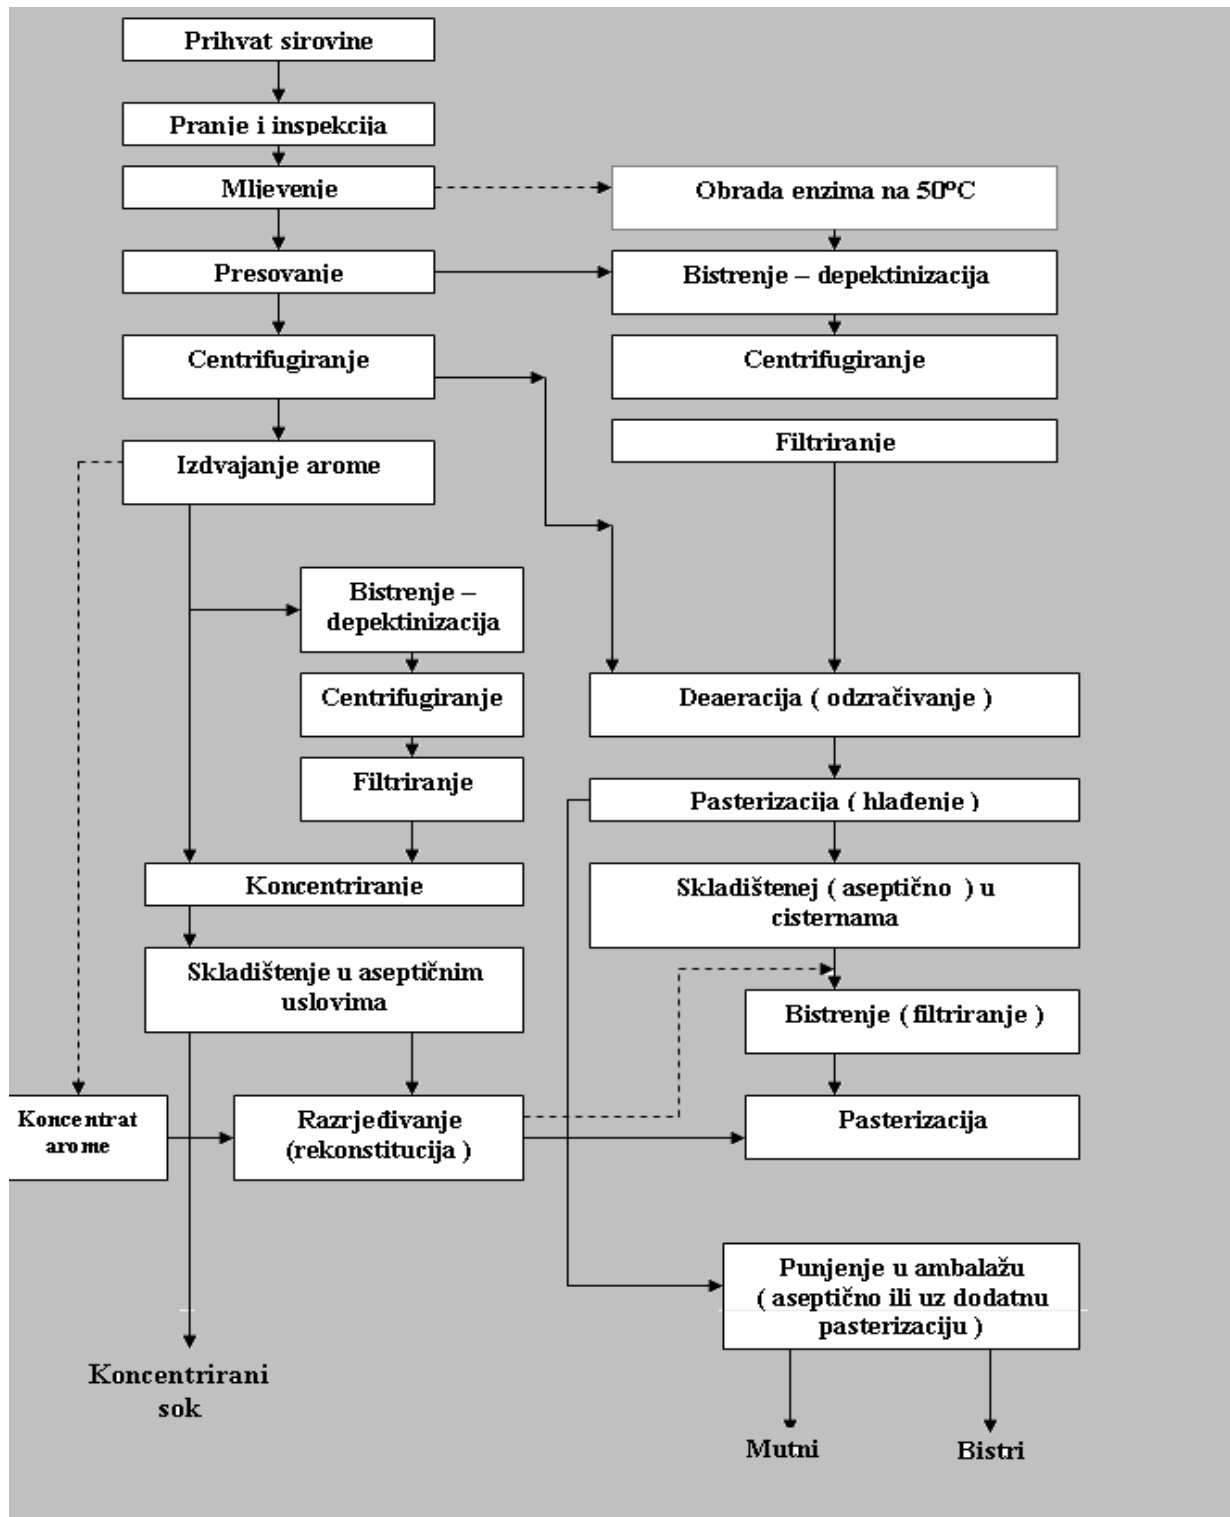 Prihvat sirovine
Pranje i inspekcija
Mljevenje
Obrada enzima na 50°C
Presovanje
Bistrenje – depektinizacija
Centrifugiranje
Centrifugiranje
Filtriranje
Izdvajanje arome
Bistrenje –
depektinizacija
Centrifugiranje
Deaeracija ( odzračivanje )
Filtriranje
Pasterizacija ( hlađenje )
Koncentriranje
Skladištenej ( aseptično ) u
cisternama
Skladištenje u aseptičnim
uslovima
Bistrenje ( filtriranje )
Koncentrat
arome
Razrjeđivanje
(rekonstitucija )
Pasterizacija
Punjenje u ambalažu
( aseptično ili uz dodatnu
pasterizaciju )
Koncentrirani
sok
Mutni
Bistri